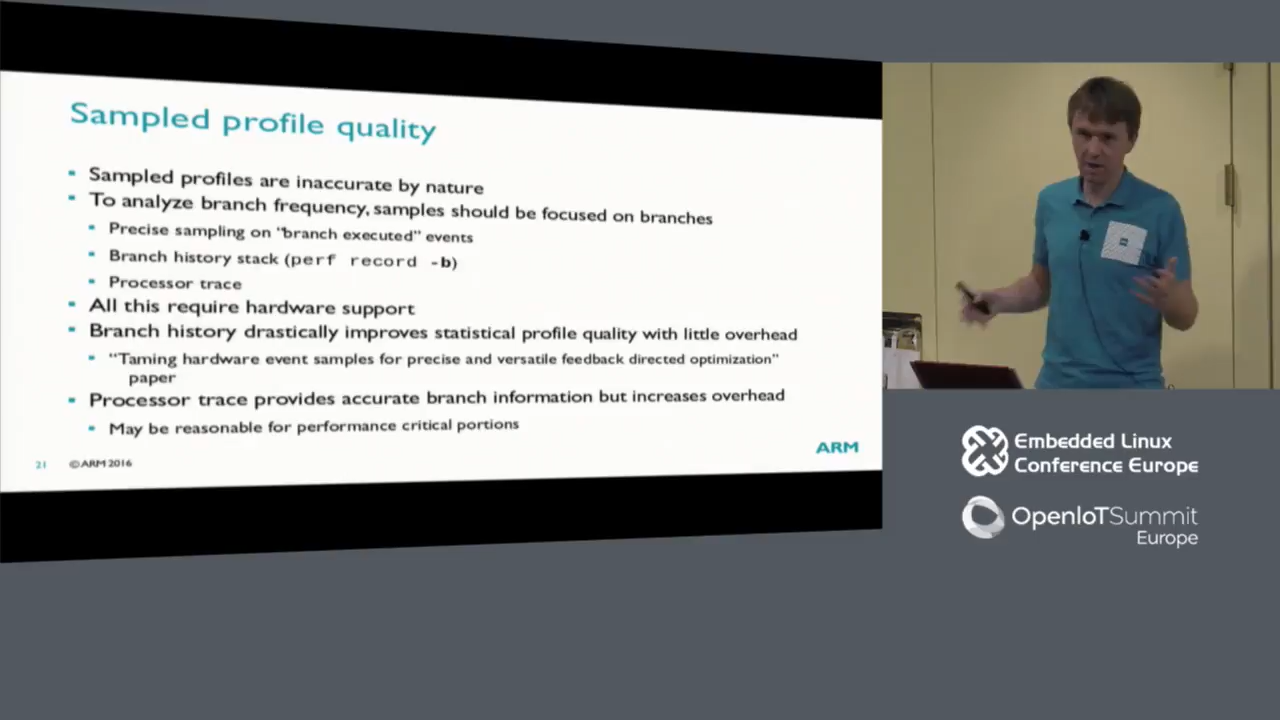 Sampled profile quality
Sampled profiles are inaccurate by nature
To analyze branch frequency, samples should be focused on branches
Precise sampling on "branch executed" events
Branch history stack (perf record -b)
Processor trace
All this require hardware support
Branch history drastically improves statistical profile quality with little overhead
"Taming hardware event samples for precise and versatile feedback directed optimization"
paper
Processor trace provides accurate branch information but increases overhead
May be reasonable for performance critical portions
21 ©ARM 2016
ARM
Embedded Linux
Conference Europe
OpenIoTSummit
Europe